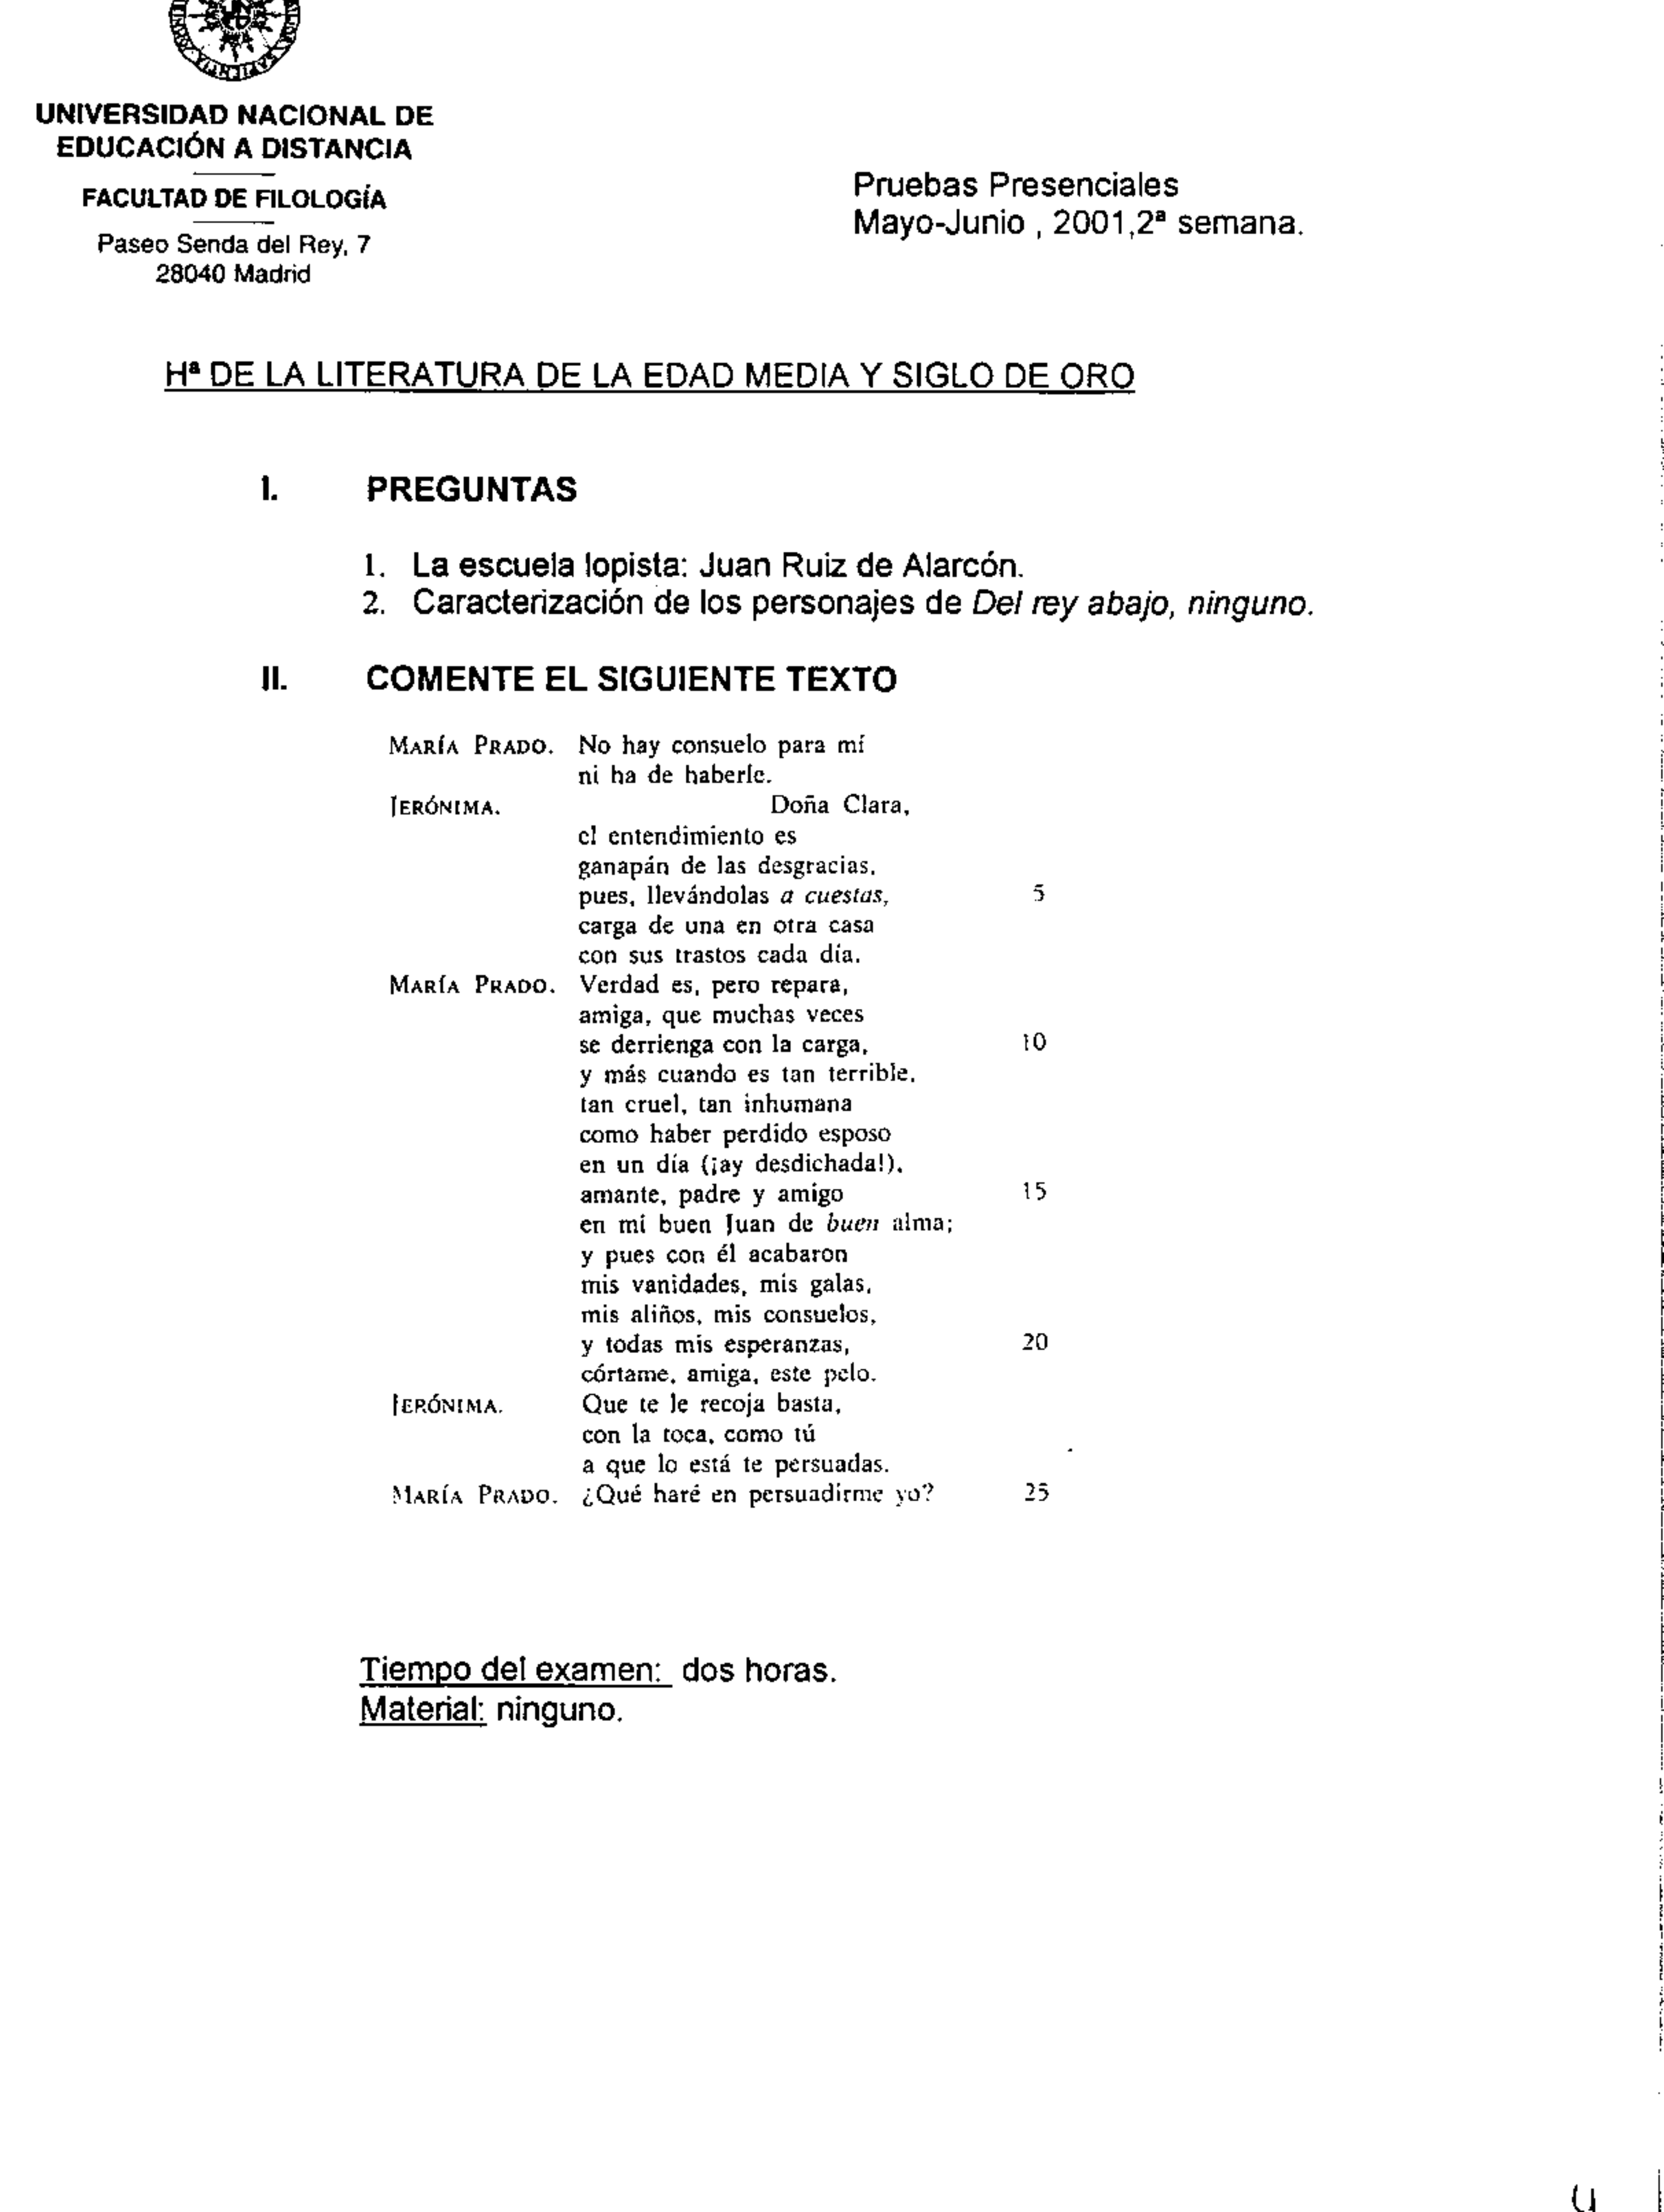 UNIVERSIDAD NACIONAL DE
EDUCACIÓN A DISTANCIA
FACULTAD DE FILOLOGÍA
Paseo Senda del Rey, 7
28040 Madrid
Pruebas Presenciales
Mayo-Junio , 2001,2ª semana.
Hª DE LA LITERATURA DE LA EDAD MEDIA Y SIGLO DE ORO
I. PREGUNTAS
1. La escuela lopista: Juan Ruiz de Alarcón.
2. Caracterización de los personajes de Del rey abajo, ninguno.
II. COMENTE EL SIGUIENTE TEXTO
MARÍA PRADO. No hay consuelo para mí
ni ha de haberle.
JERÓNIMA. Doña Clara,
el entendimiento es
ganapán de las desgracias,
pues, llevándolas a cuestas, 5
carga de una en otra casa
con sus trastos cada día.
MARÍA PRADO. Verdad es, pero repara,
amiga, que muchas veces
se derrienga con la carga, 10
y más cuando es tan terrible,
tan cruel, tan inhumana
como haber perdido esposo
en un día (¡ay desdichada!),
amante, padre y amigo 15
en mi buen Juan de buen alma;
y pues con él acabaron
mis vanidades, mis galas,
mis aliños, mis consuelos,
y todas mis esperanzas, 20
córtame, amiga, este pelo.
JERÓNIMA. Que te le recoja basta,
con la toca, como tú
a que lo está te persuadas.
MARÍA PRADO. ¿Qué haré en persuadirme yo? 25
Tiempo del examen: dos horas.
Material: ninguno.